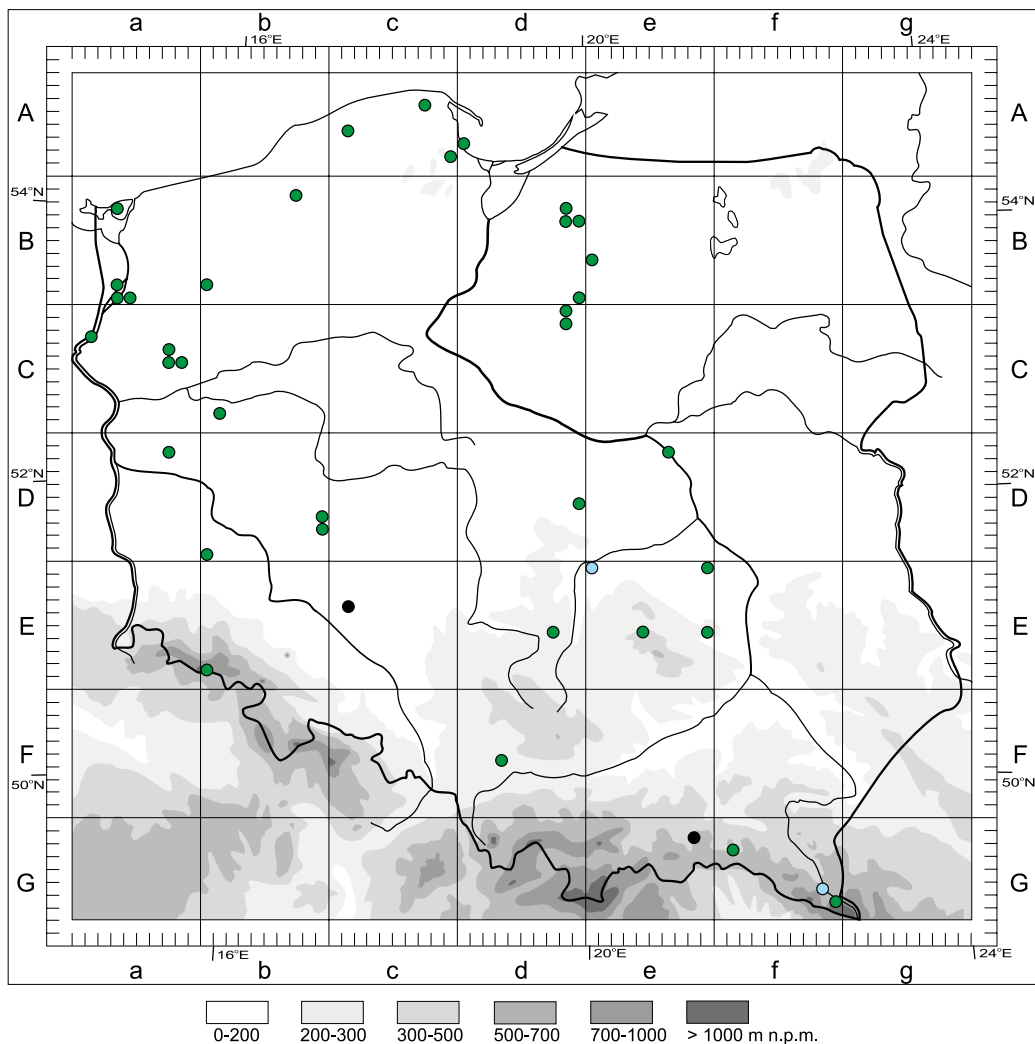 a b c d e f g
16°E 20°E 24°E
A A
54°N 54°N
B B
C C
52°N 52°N
D D
E E
F F
50°N 50°N
G G
16°E 20°E 24°E
a b c d e f g
0-200 200-300 300-500 500-700 700-1000 > 1000 m n.p.m.